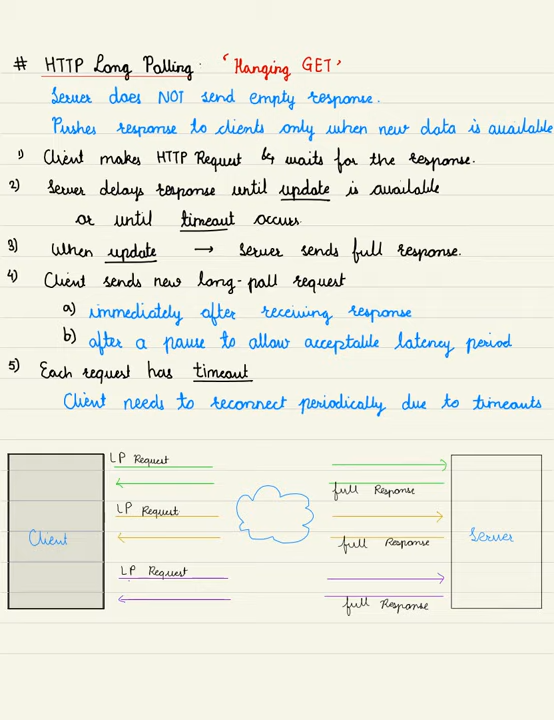 # HTTP Long Polling. 'Hanging GET'
Server does NOT send empty response.
Pushes response to clients only when new data is available
1) Client makes HTTP Request & waits for the response.
2) Server delays response until update is available
or until timeout occurs.
3) When update → Server sends full response.
4) Client sends new long-poll request
a) immediately after receiving response
b) after a pause to allow acceptable latency period
5) Each request has timeout
Client needs to reconnect periodically due to timeouts
LP Request
full Response
LP Request
Client
Server
full Response
LP Request
full Response